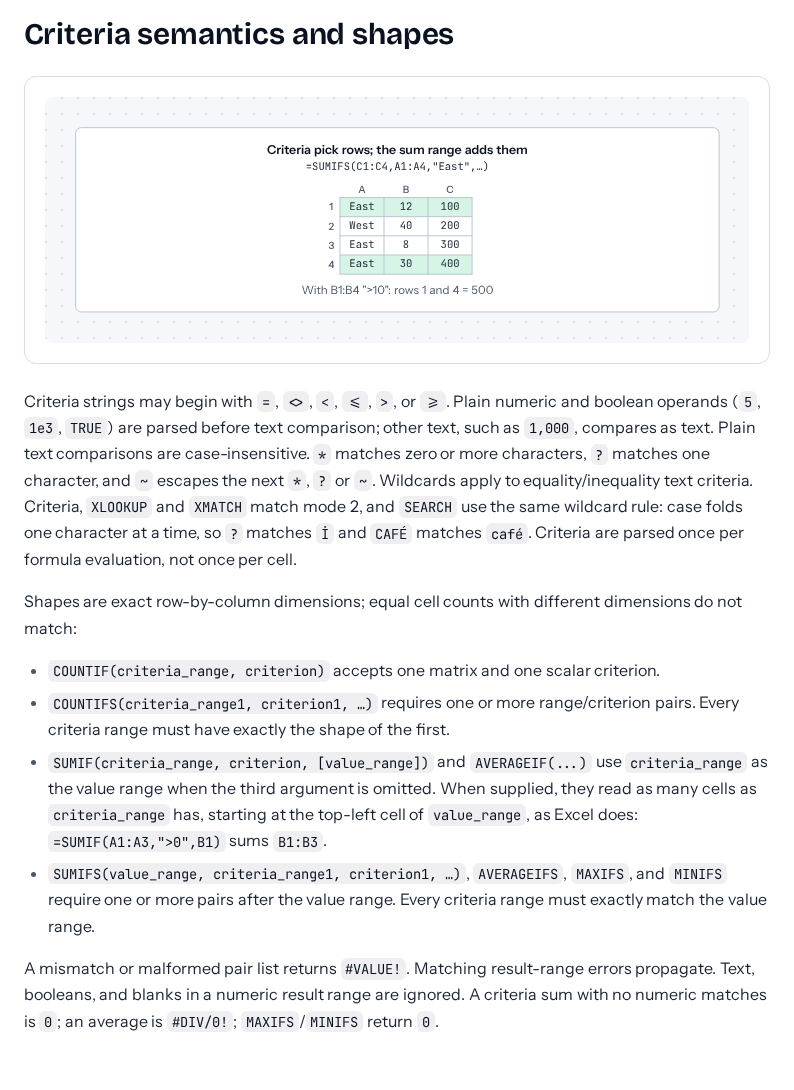 Criteria semantics and shapes
Criteria pick rows; the sum range adds them
=SUMIFS(C1:C4,A1:A4,"East",…)
A B C
1 East 12 100
2 West 40 200
3 East 8 300
4 East 30 400
With B1:B4 ">10": rows 1 and 4 = 500
Criteria strings may begin with =, <>, <, <=, >, or >=. Plain numeric and boolean operands (5,
1e3, TRUE) are parsed before text comparison; other text, such as 1,000, compares as text. Plain
text comparisons are case-insensitive. * matches zero or more characters, ? matches one
character, and ~ escapes the next *, ? or ~. Wildcards apply to equality/inequality text criteria.
Criteria, XLOOKUP and XMATCH match mode 2, and SEARCH use the same wildcard rule: case folds
one character at a time, so ? matches İ and CAFÉ matches café. Criteria are parsed once per
formula evaluation, not once per cell.
Shapes are exact row-by-column dimensions; equal cell counts with different dimensions do not
match:
• COUNTIF(criteria_range, criterion) accepts one matrix and one scalar criterion.
• COUNTIFS(criteria_range1, criterion1, …) requires one or more range/criterion pairs. Every
criteria range must have exactly the shape of the first.
• SUMIF(criteria_range, criterion, [value_range]) and AVERAGEIF(...) use criteria_range as
the value range when the third argument is omitted. When supplied, they read as many cells as
criteria_range has, starting at the top-left cell of value_range, as Excel does:
=SUMIF(A1:A3,">0",B1) sums B1:B3.
• SUMIFS(value_range, criteria_range1, criterion1, …), AVERAGEIFS, MAXIFS, and MINIFS
require one or more pairs after the value range. Every criteria range must exactly match the value
range.
A mismatch or malformed pair list returns #VALUE!. Matching result-range errors propagate. Text,
booleans, and blanks in a numeric result range are ignored. A criteria sum with no numeric matches
is 0; an average is #DIV/0!; MAXIFS/MINIFS return 0.